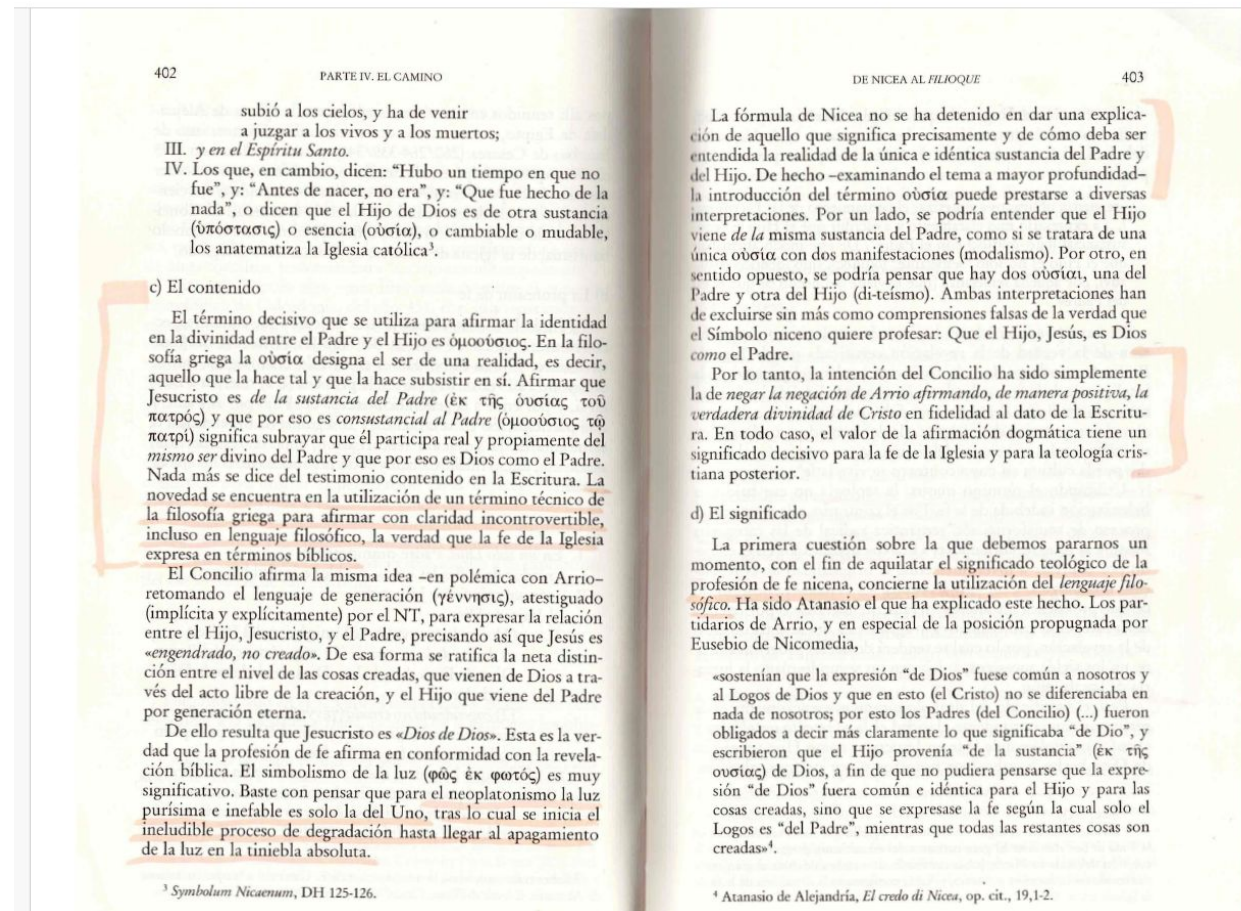 402
PARTE IV. EL CAMINO
subió a los cielos, y ha de venir
a juzgar a los vivos y a los muertos;
III. y en el Espíritu Santo.
IV. Los que, en cambio, dicen: “Hubo un tiempo en que no
fue”, y: “Antes de nacer, no era”, y: “Que fue hecho de la
nada”, o dicen que el Hijo de Dios es de otra sustancia
(ὑπόστασις) o esencia (οὐσία), o cambiable o mudable,
los anatematiza la Iglesia católica³.
c) El contenido
El término decisivo que se utiliza para afirmar la identidad
en la divinidad entre el Padre y el Hijo es ὁμοούσιος. En la filo-
sofía griega la οὐσία designa el ser de una realidad, es decir,
aquello que la hace tal y que la hace subsistir en sí. Afirmar que
Jesucristo es de la sustancia del Padre (ἐκ τῆς ὀυσίας τοῦ
πατρός) y que por eso es consustancial al Padre (ὁμοούσιος τῷ
πατρί) significa subrayar que él participa real y propiamente del
mismo ser divino del Padre y que por eso es Dios como el Padre.
Nada más se dice del testimonio contenido en la Escritura. La
novedad se encuentra en la utilización de un término técnico de
la filosofía griega para afirmar con claridad incontrovertible,
incluso en lenguaje filosófico, la verdad que la fe de la Iglesia
expresa en términos bíblicos.
El Concilio afirma la misma idea –en polémica con Arrio–
retomando el lenguaje de generación (γέννησις), atestiguado
(implícita y explícitamente) por el NT, para expresar la relación
entre el Hijo, Jesucristo, y el Padre, precisando así que Jesús es
«engendrado, no creado». De esa forma se ratifica la neta distin-
ción entre el nivel de las cosas creadas, que vienen de Dios a tra-
vés del acto libre de la creación, y el Hijo que viene del Padre
por generación eterna.
De ello resulta que Jesucristo es «Dios de Dios». Esta es la ver-
dad que la profesión de fe afirma en conformidad con la revela-
ción bíblica. El simbolismo de la luz (φῶς ἐκ φωτός) es muy
significativo. Baste con pensar que para el neoplatonismo la luz
purísima e inefable es solo la del Uno, tras lo cual se inicia el
ineludible proceso de degradación hasta llegar al apagamiento
de la luz en la tiniebla absoluta.
³ Symbolum Nicaenum, DH 125-126.
DE NICEA AL FILIOQUE
403
La fórmula de Nicea no se ha detenido en dar una explica-
ción de aquello que significa precisamente y de cómo deba ser
entendida la realidad de la única e idéntica sustancia del Padre y
del Hijo. De hecho –examinando el tema a mayor profundidad–
la introducción del término οὐσία puede prestarse a diversas
interpretaciones. Por un lado, se podría entender que el Hijo
viene de la misma sustancia del Padre, como si se tratara de una
única οὐσία con dos manifestaciones (modalismo). Por otro, en
sentido opuesto, se podría pensar que hay dos οὐσίαι, una del
Padre y otra del Hijo (di-teísmo). Ambas interpretaciones han
de excluirse sin más como comprensiones falsas de la verdad que
el Símbolo niceno quiere profesar: Que el Hijo, Jesús, es Dios
como el Padre.
Por lo tanto, la intención del Concilio ha sido simplemente
la de negar la negación de Arrio afirmando, de manera positiva, la
verdadera divinidad de Cristo en fidelidad al dato de la Escritu-
ra. En todo caso, el valor de la afirmación dogmática tiene un
significado decisivo para la fe de la Iglesia y para la teología cris-
tiana posterior.
d) El significado
La primera cuestión sobre la que debemos pararnos un
momento, con el fin de aquilatar el significado teológico de la
profesión de fe nicena, concierne la utilización del lenguaje filo-
sófico. Ha sido Atanasio el que ha explicado este hecho. Los par-
tidarios de Arrio, y en especial de la posición propugnada por
Eusebio de Nicomedia,
«sostenían que la expresión “de Dios” fuese común a nosotros y
al Logos de Dios y que en esto (el Cristo) no se diferenciaba en
nada de nosotros; por esto los Padres (del Concilio) (...) fueron
obligados a decir más claramente lo que significaba “de Dio”, y
escribieron que el Hijo provenía “de la sustancia” (ἐκ τῆς
ουσίας) de Dios, a fin de que no pudiera pensarse que la expre-
sión “de Dios” fuera común e idéntica para el Hijo y para las
cosas creadas, sino que se expresase la fe según la cual solo el
Logos es “del Padre”, mientras que todas las restantes cosas son
creadas»⁴.
⁴ Atanasio de Alejandría, El credo di Nicea, op. cit., 19,1-2.